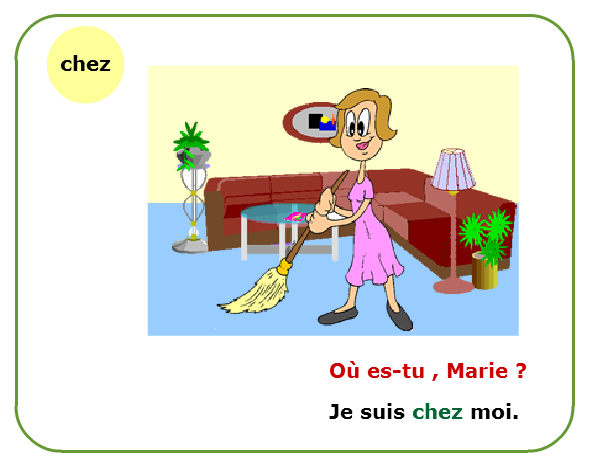 chez
Où es-tu , Marie ?
Je suis chez moi.